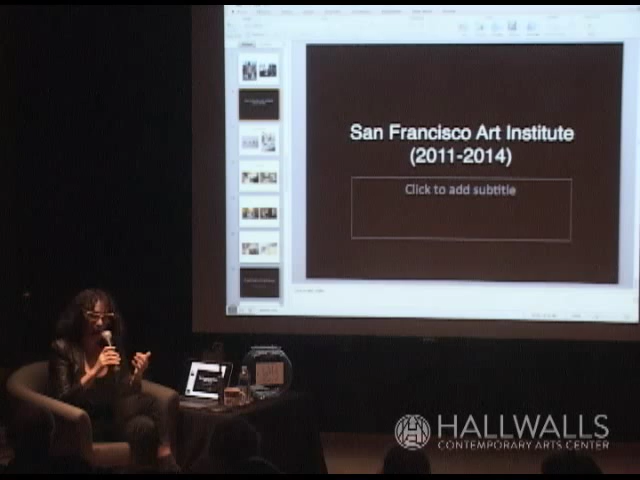 San Francisco Art Institute
(2011-2014)
Click to add subtitle
HALLWALLS
CONTEMPORARY ARTS CENTER